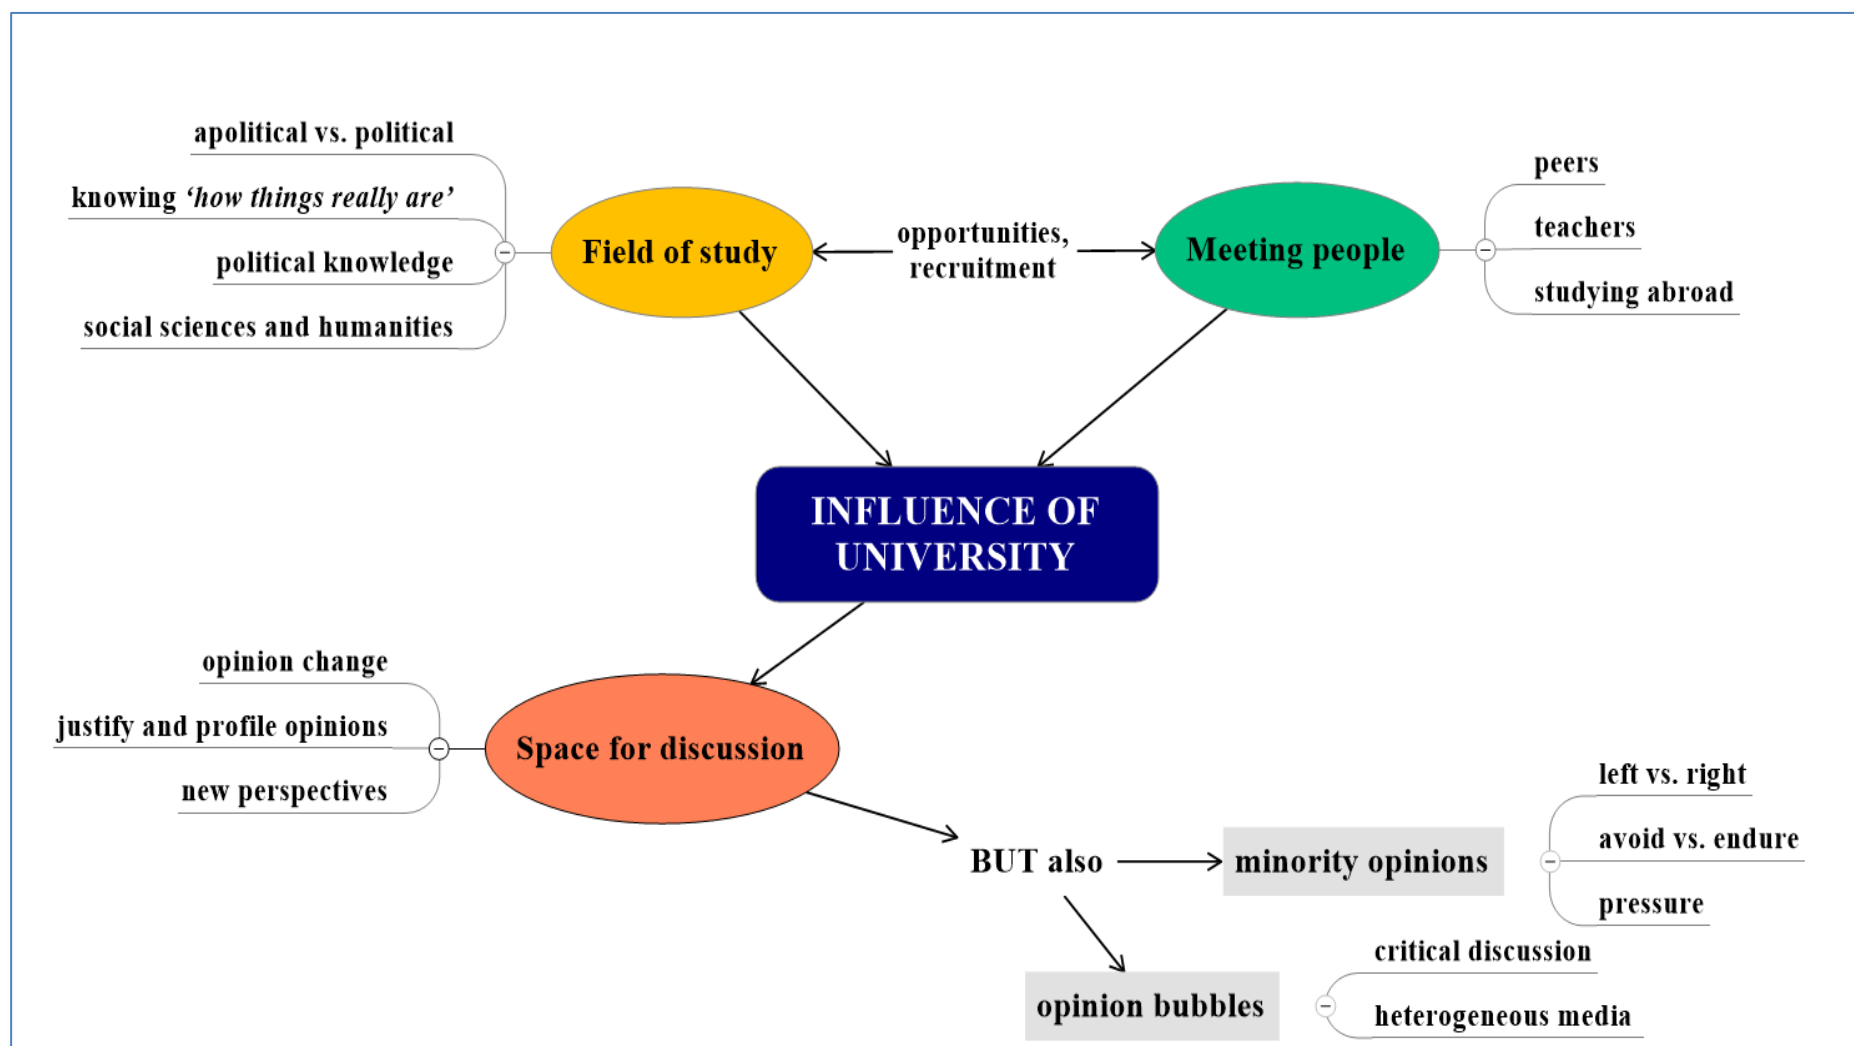 apolitical vs. political
knowing ‘how things really are’
political knowledge
social sciences and humanities
Field of study
opportunities,
recruitment
Meeting people
peers
teachers
studying abroad
INFLUENCE OF
UNIVERSITY
opinion change
justify and profile opinions
new perspectives
Space for discussion
BUT also
minority opinions
left vs. right
avoid vs. endure
pressure
opinion bubbles
critical discussion
heterogeneous media